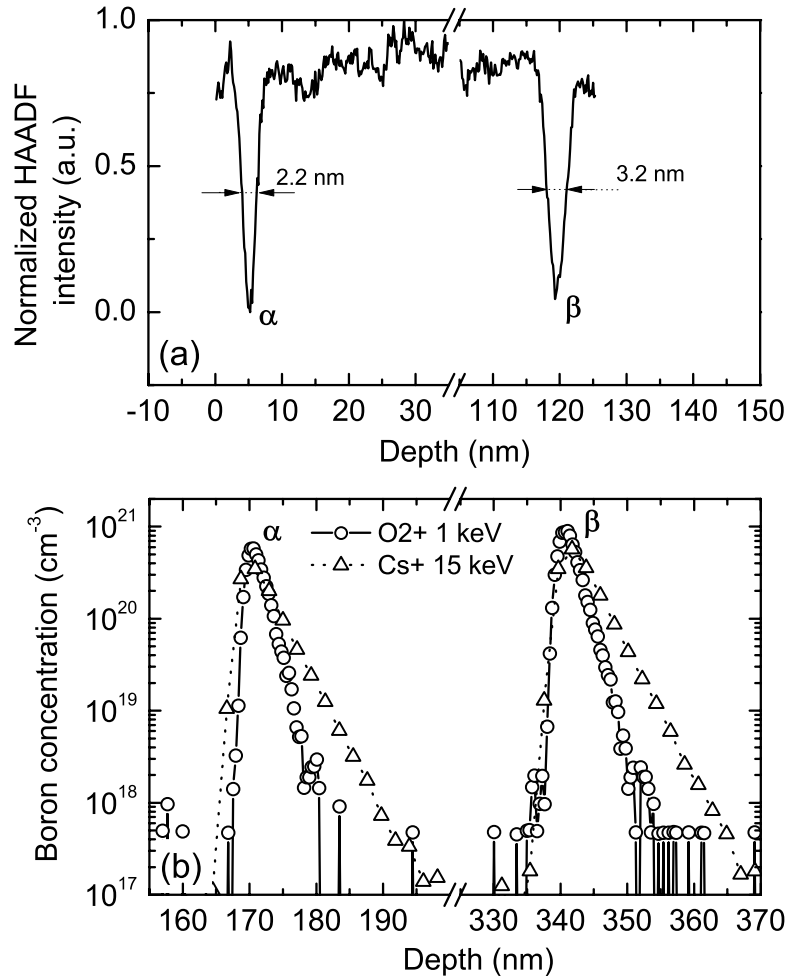 1.0
0.5
0.0
Normalized HAADF
intensity (a.u.)
2.2 nm
3.2 nm
α
β
(a)
-10 0 10 20 30 110 120 130 140 150
Depth (nm)
10²¹
10²⁰
10¹⁹
10¹⁸
10¹⁷
Boron concentration (cm⁻³)
α
β
O2+ 1 keV
Cs+ 15 keV
(b)
160 170 180 190 330 340 350 360 370
Depth (nm)